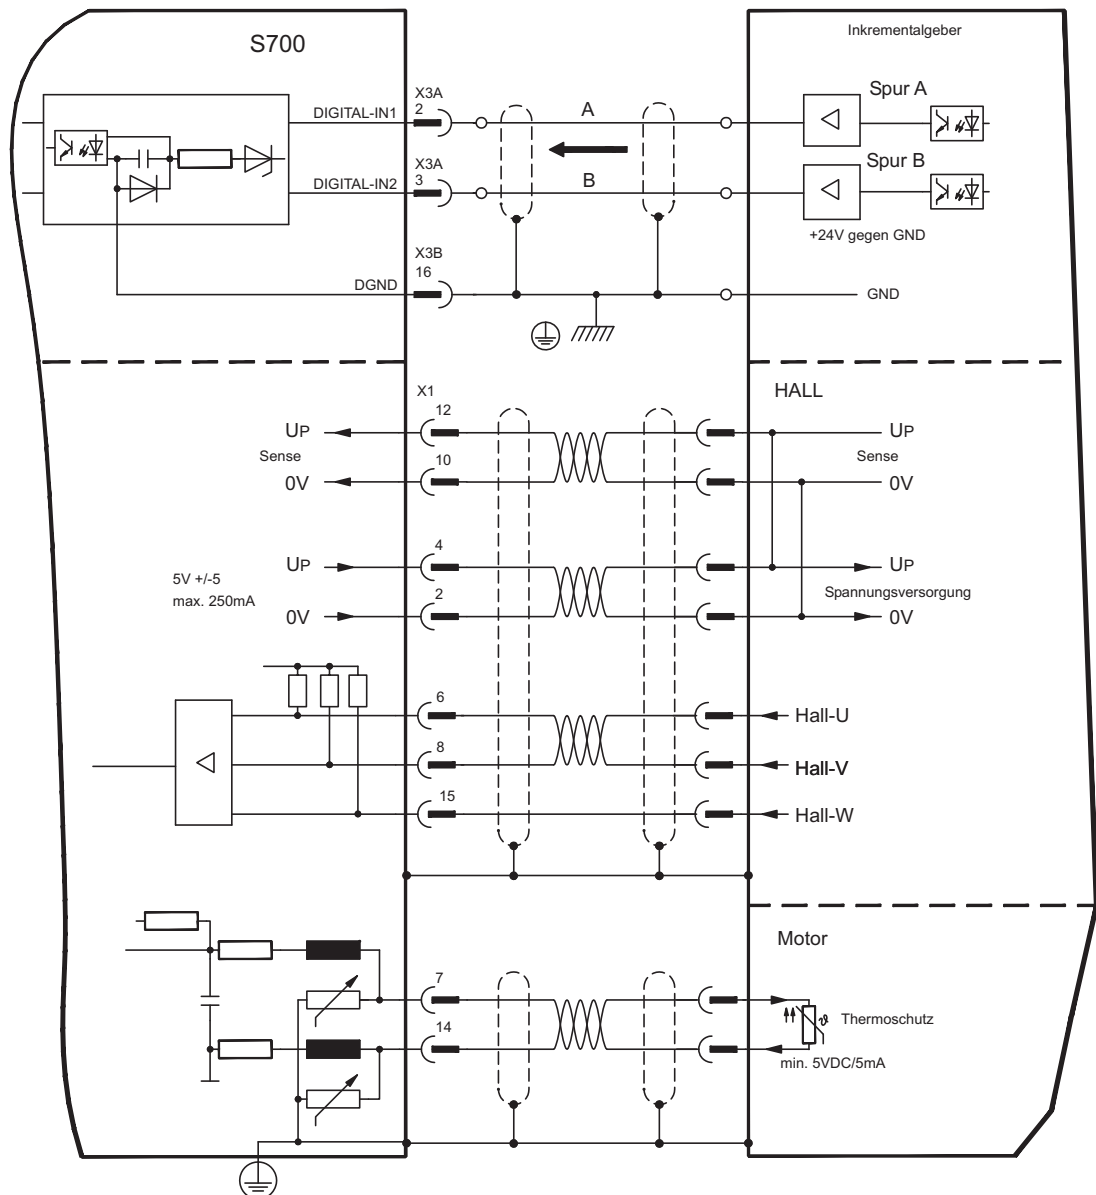 S700
Inkrementalgeber
X3A
2
DIGITAL-IN1
A
Spur A
X3A
3
DIGITAL-IN2
B
Spur B
+24V gegen GND
X3B
16
DGND
GND
X1
HALL
12
UP
UP
Sense
Sense
10
0V
0V
4
UP
UP
5V +/-5
max. 250mA
Spannungsversorgung
2
0V
0V
6
Hall-U
8
Hall-V
15
Hall-W
Motor
7
14
ϑ
Thermoschutz
min. 5VDC/5mA